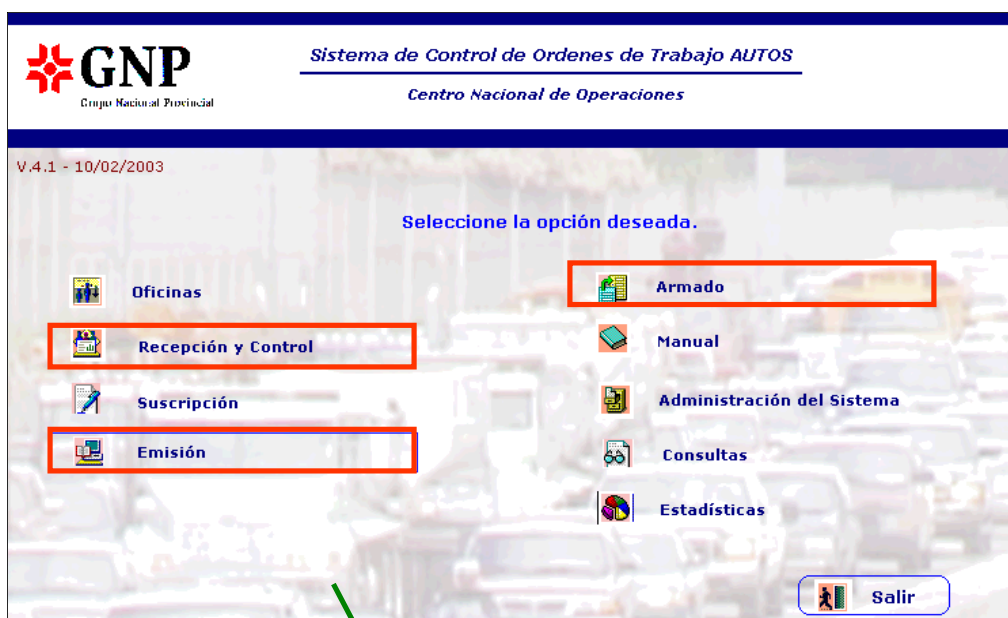 GNP
Grupo Nacional Provincial
Sistema de Control de Ordenes de Trabajo AUTOS
Centro Nacional de Operaciones
V.4.1 - 10/02/2003
Seleccione la opción deseada.
Oficinas
Recepción y Control
Suscripción
Emisión
Armado
Manual
Administración del Sistema
Consultas
Estadísticas
Salir